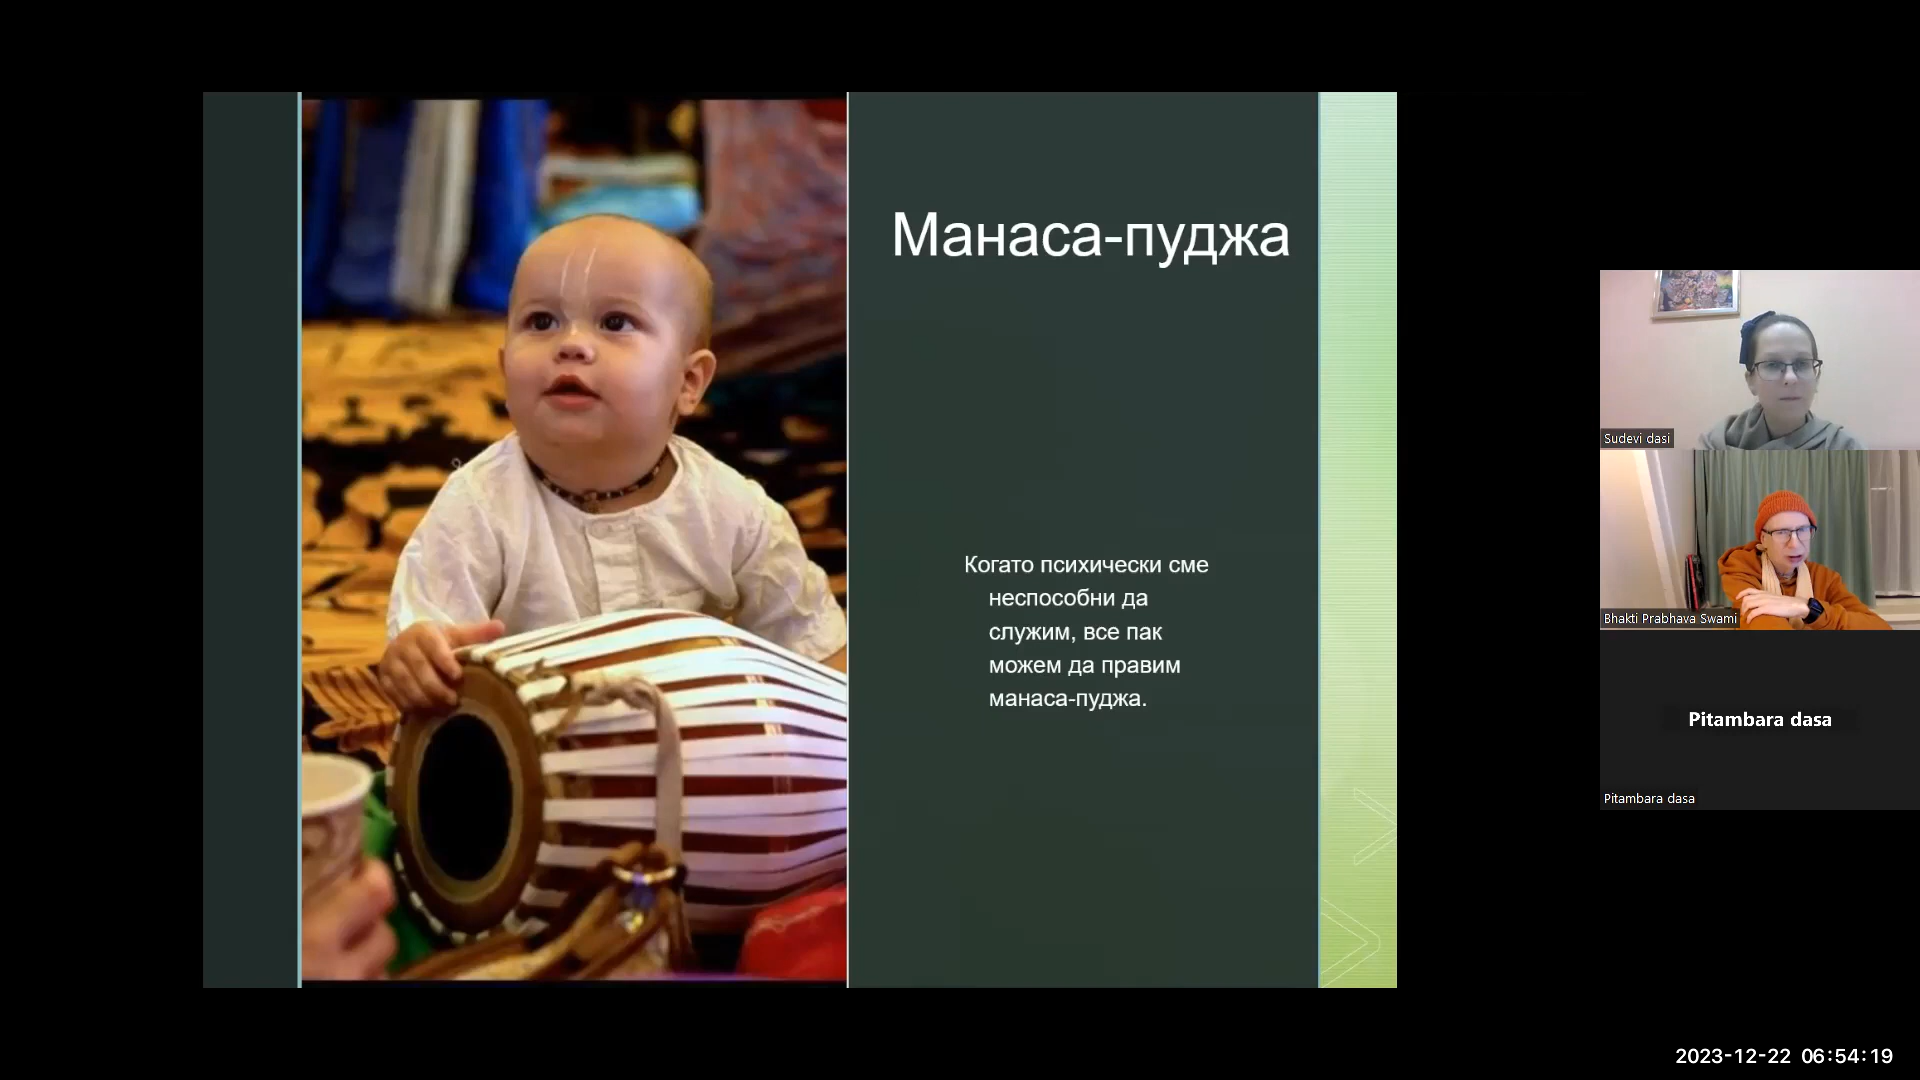 Манаса-пуджа
Когато психически сме
неспособни да
служим, все пак
можем да правим
манаса-пуджа.
Sudevi dasi
Bhakti Prabhava Swami
Pitambara dasa
Pitambara dasa
2023-12-22 06:54:19